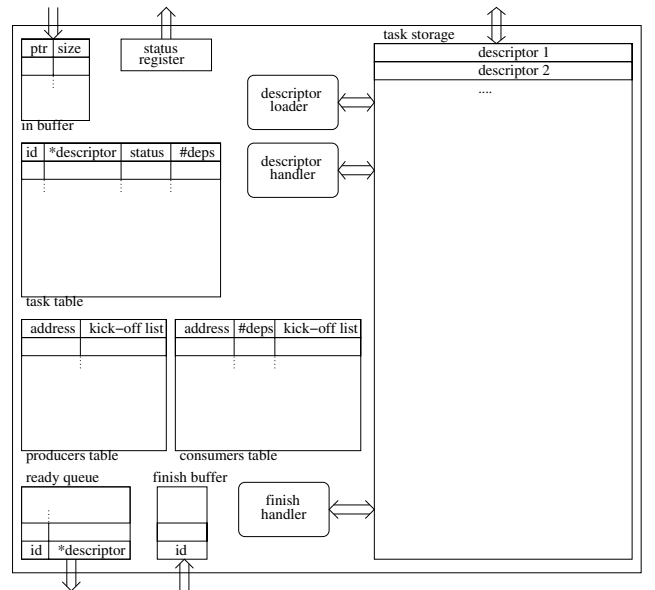 task storage
ptr size
status
register
descriptor 1
descriptor 2
....
in buffer
descriptor
loader
id *descriptor status #deps
descriptor
handler
task table
address kick−off list
address #deps kick−off list
producers table
consumers table
ready queue
finish buffer
finish
handler
id *descriptor
id